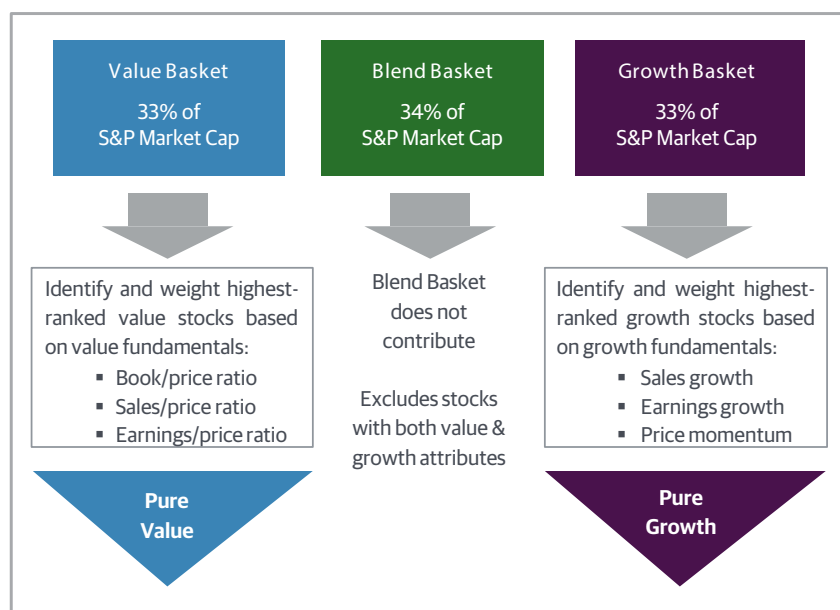 Value Basket
33% of
S&P Market Cap
Blend Basket
34% of
S&P Market Cap
Growth Basket
33% of
S&P Market Cap
Identify and weight highest-
ranked value stocks based
on value fundamentals:
▪ Book/price ratio
▪ Sales/price ratio
▪ Earnings/price ratio
Blend Basket
does not
contribute
Excludes stocks
with both value &
growth attributes
Identify and weight highest-
ranked growth stocks based
on growth fundamentals:
▪ Sales growth
▪ Earnings growth
▪ Price momentum
Pure
Value
Pure
Growth